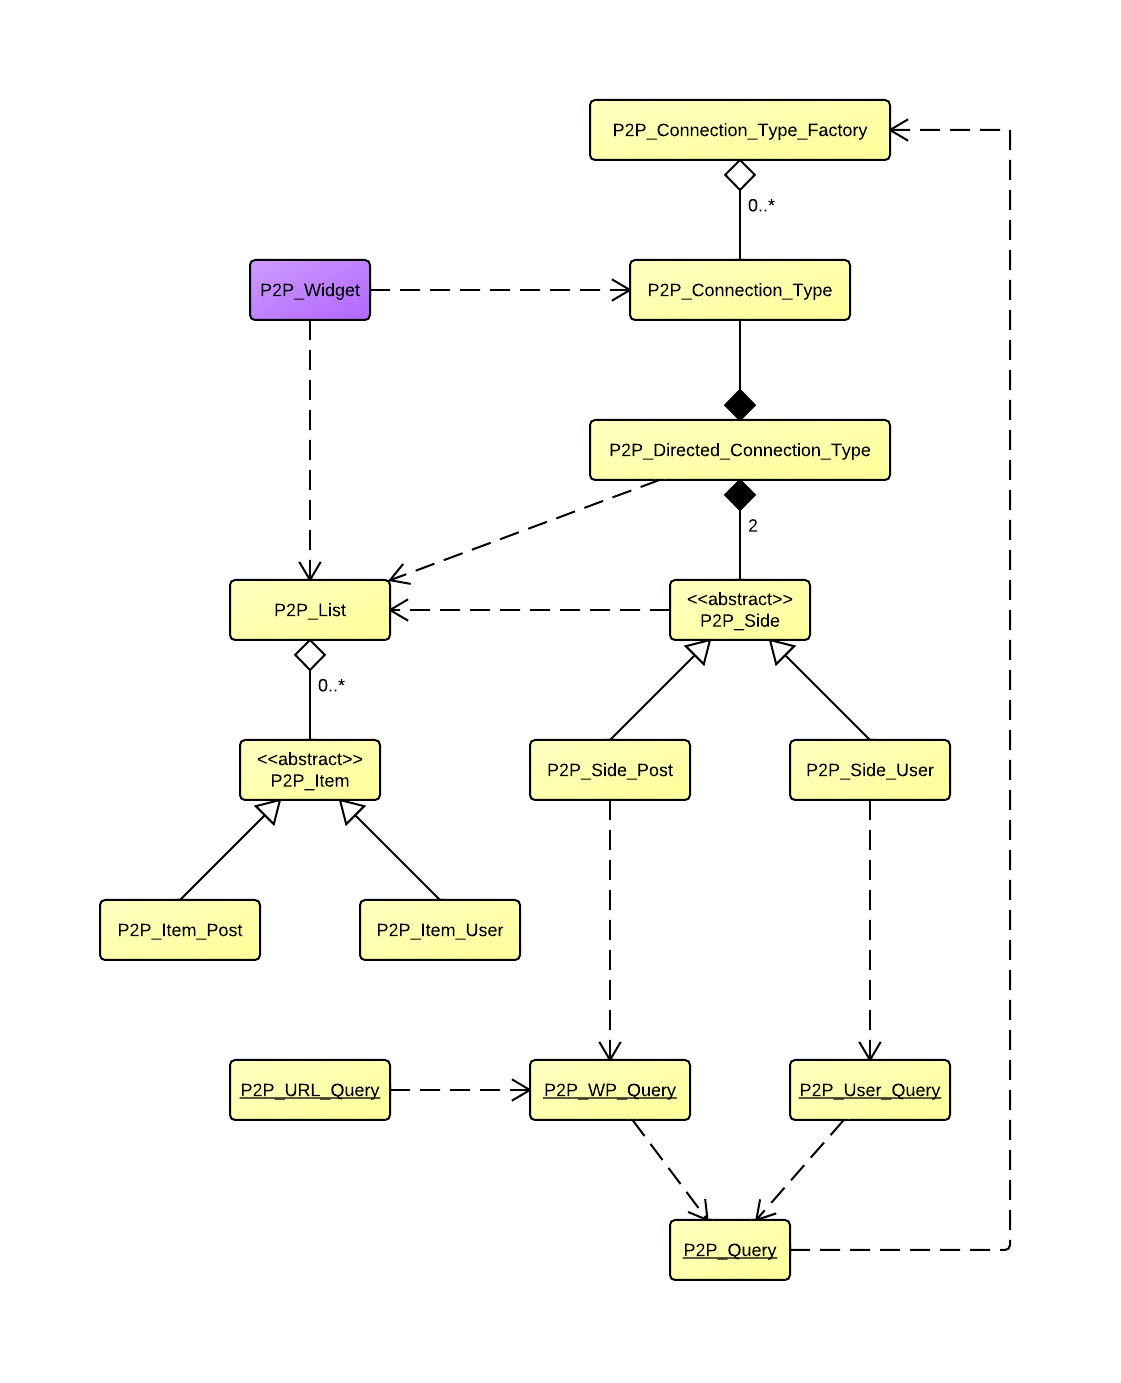 P2P_Connection_Type_Factory
0..*
P2P_Widget
P2P_Connection_Type
P2P_Directed_Connection_Type
2
P2P_List
<<abstract>>
P2P_Side
0..*
<<abstract>>
P2P_Item
P2P_Side_Post
P2P_Side_User
P2P_Item_Post
P2P_Item_User
P2P_URL_Query
P2P_WP_Query
P2P_User_Query
P2P_Query